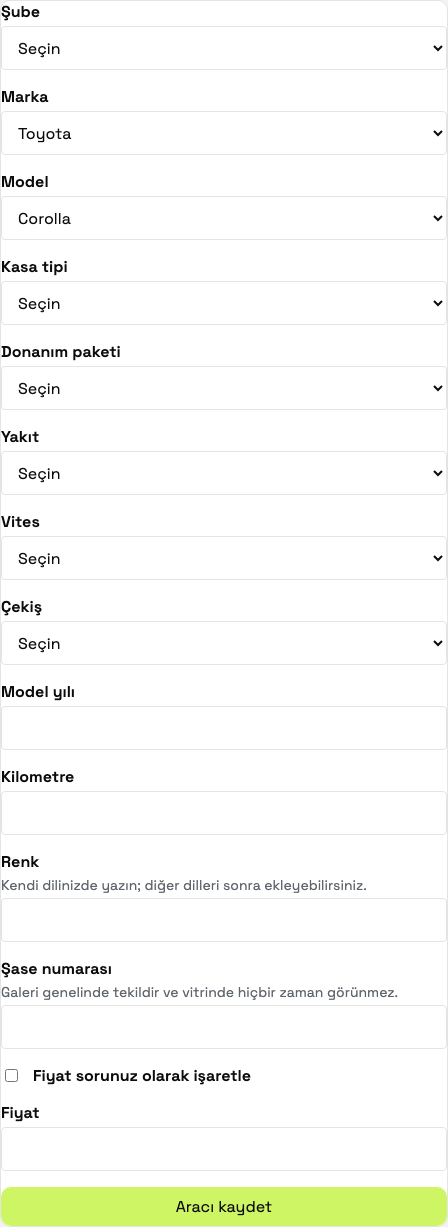 Şube
Seçin
Marka
Toyota
Model
Corolla
Kasa tipi
Seçin
Donanım paketi
Seçin
Yakıt
Seçin
Vites
Seçin
Çekiş
Seçin
Model yılı
Kilometre
Renk
Kendi dilinizde yazın; diğer dilleri sonra ekleyebilirsiniz.
Şase numarası
Galeri genelinde tekildir ve vitrinde hiçbir zaman görünmez.
Fiyat sorunuz olarak işaretle
Fiyat
Aracı kaydet